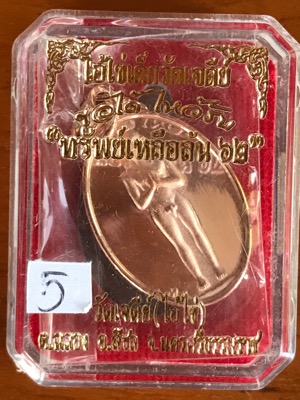 ไอ้ไข่เด็กวัดเจดีย์
"ทรัพย์เหลือล้น ๖๒"
5
วัดเจดีย์(ไอ้ไข่)
ต.ฉลอง อ.สิชล จ.นครศรีธรรมราช